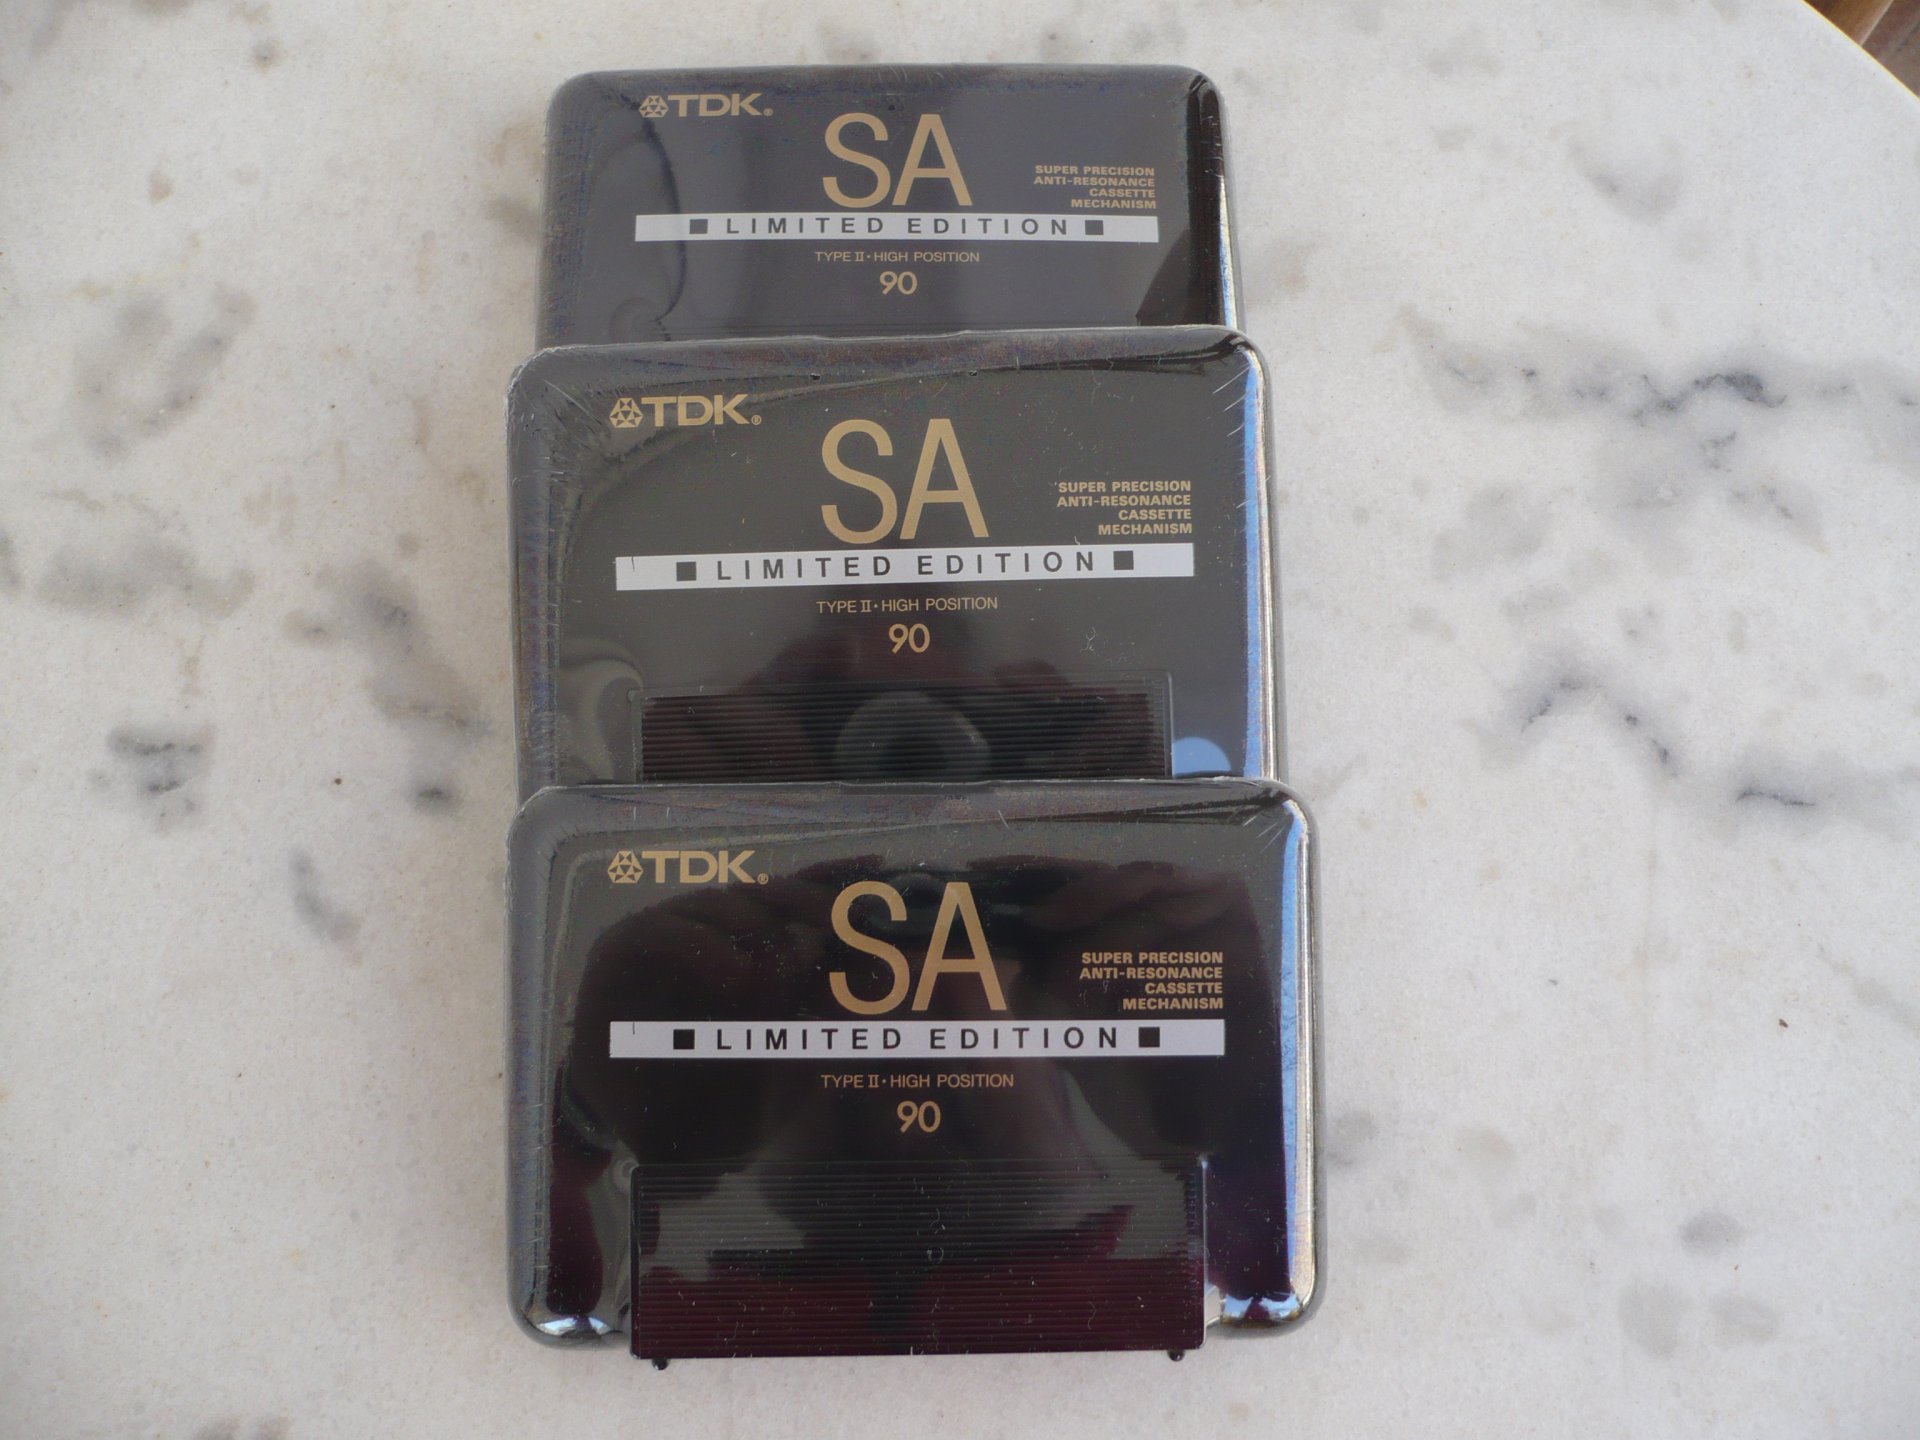 TDK®
SA
SUPER PRECISION
ANTI-RESONANCE
CASSETTE
MECHANISM
■ LIMITED EDITION ■
TYPE II・HIGH POSITION
90
TDK®
SA
SUPER PRECISION
ANTI-RESONANCE
CASSETTE
MECHANISM
■ LIMITED EDITION ■
TYPE II・HIGH POSITION
90
TDK®
SA
SUPER PRECISION
ANTI-RESONANCE
CASSETTE
MECHANISM
■ LIMITED EDITION ■
TYPE II・HIGH POSITION
90